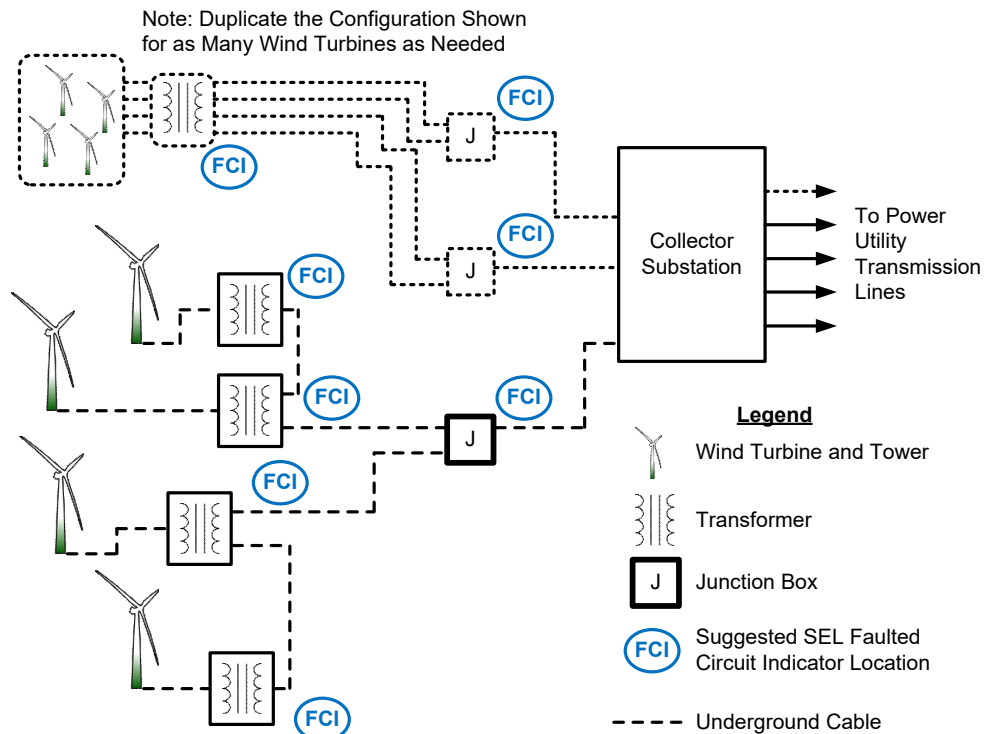 Note: Duplicate the Configuration Shown
for as Many Wind Turbines as Needed
FCI
J
FCI
FCI
J
Collector
Substation
To Power
Utility
Transmission
Lines
FCI
FCI
FCI
J
FCI
FCI
Legend
Wind Turbine and Tower
Transformer
J
Junction Box
FCI
Suggested SEL Faulted
Circuit Indicator Location
Underground Cable